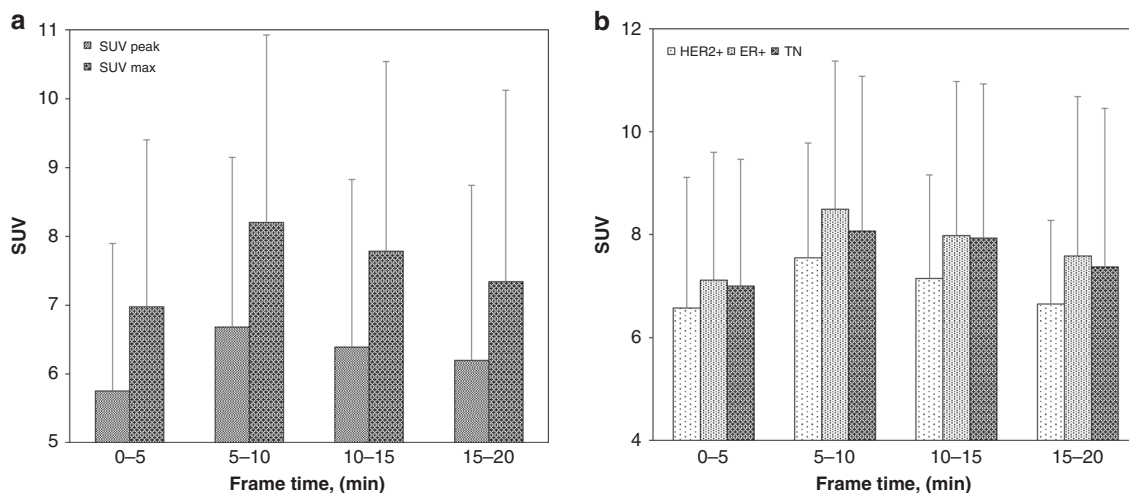 a
11
10
9
8
7
6
5
SUV
SUV peak
SUV max
0–5 5–10 10–15 15–20
Frame time, (min)
b
12
10
8
6
4
SUV
HER2+ ER+ TN
0–5 5–10 10–15 15–20
Frame time, (min)